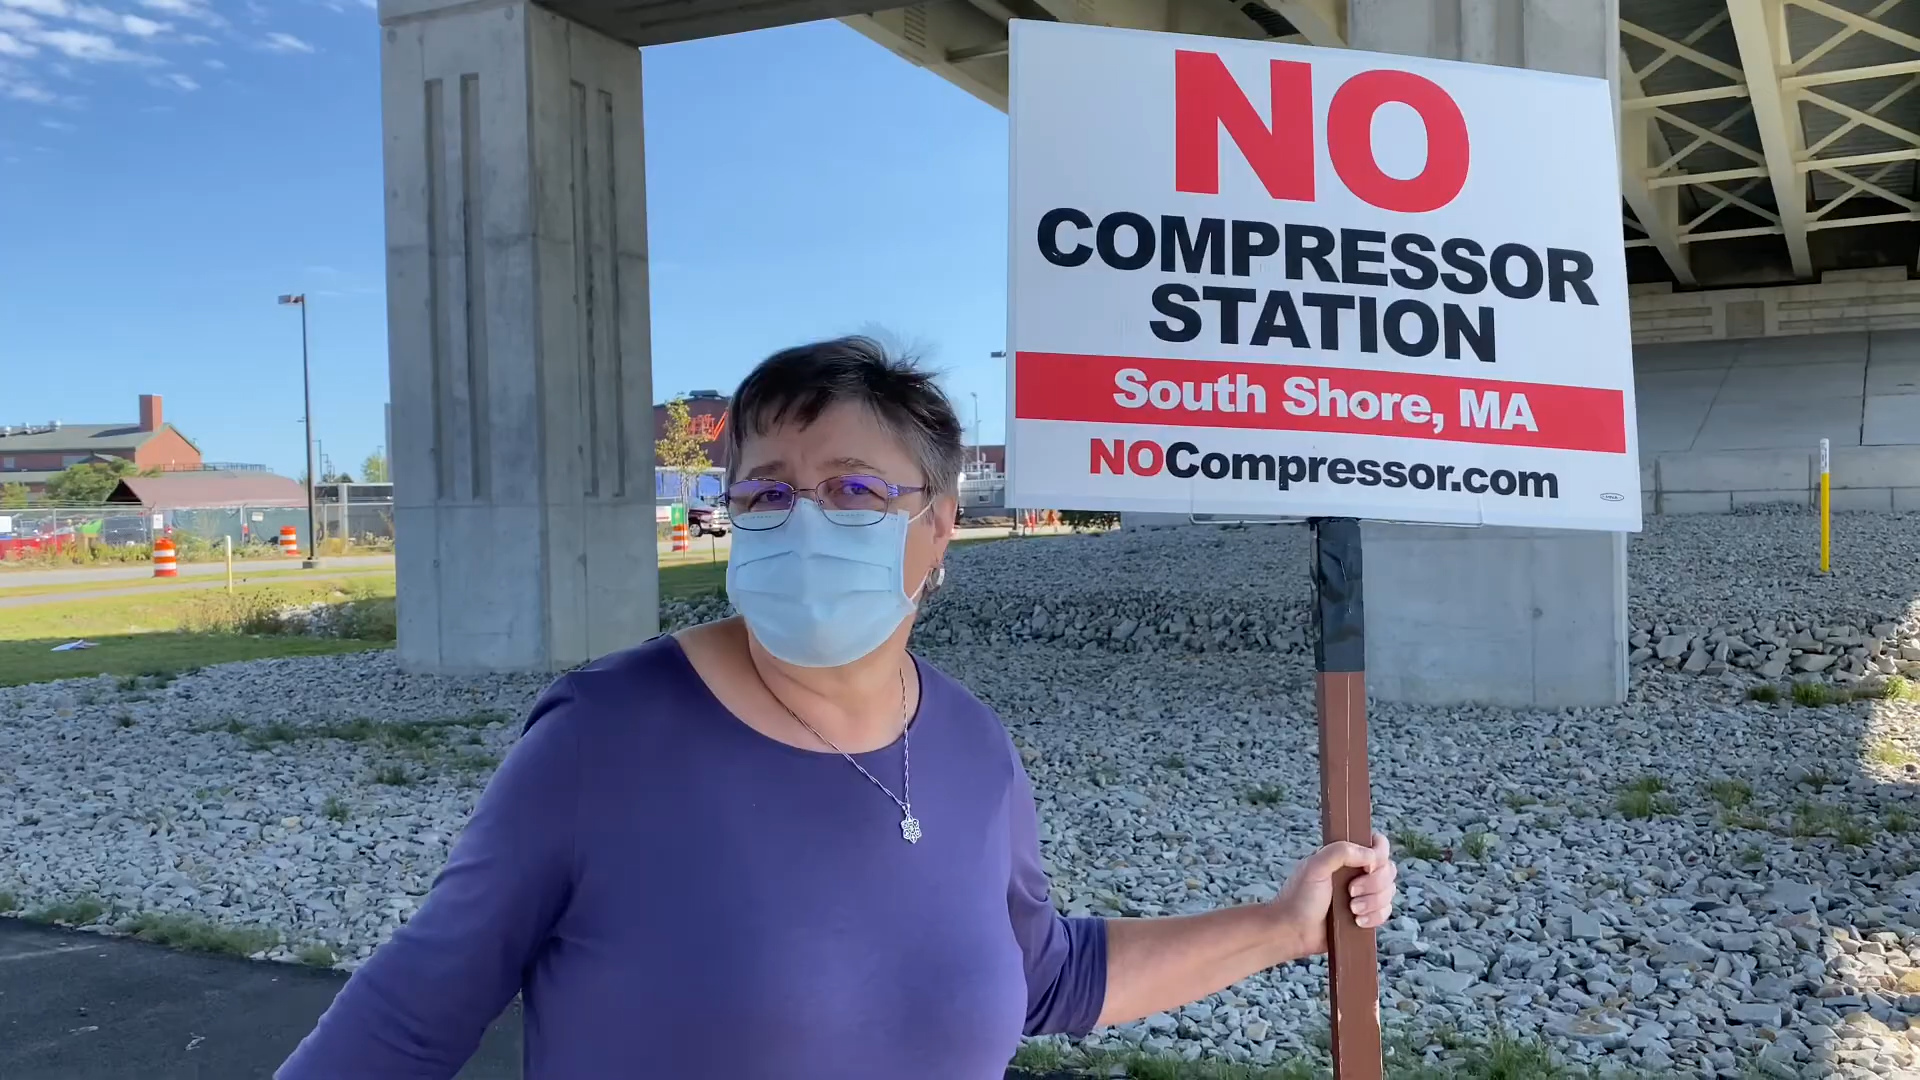 NO
COMPRESSOR
STATION
South Shore, MA
NOCompressor.com